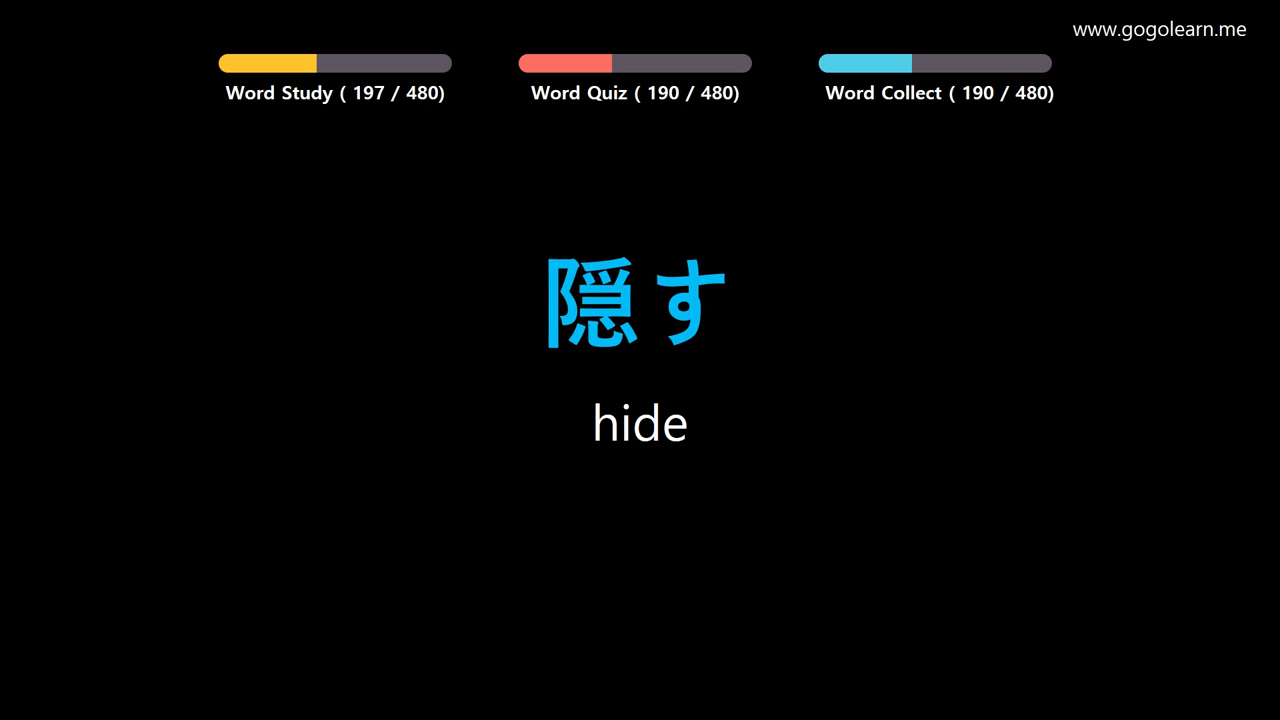 www.gogolearn.me
Word Study ( 197 / 480)
Word Quiz ( 190 / 480)
Word Collect ( 190 / 480)
隠す
hide